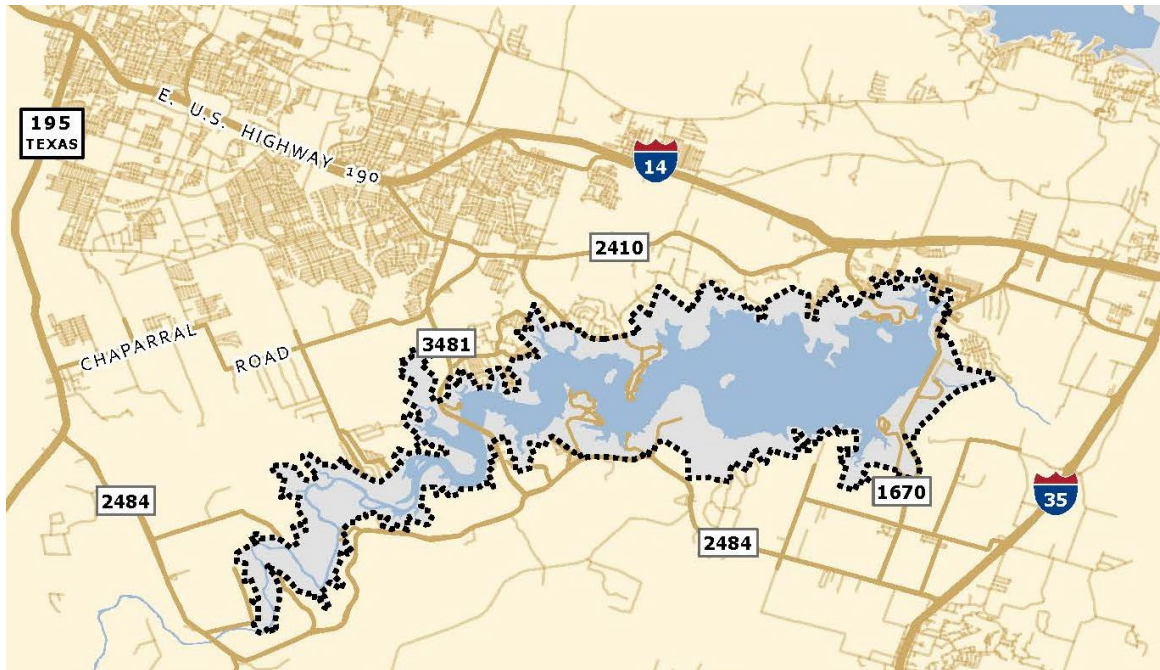 195
TEXAS
E. U.S. HIGHWAY 190
14
2410
CHAPARRAL
ROAD
3481
2484
1670
35
2484